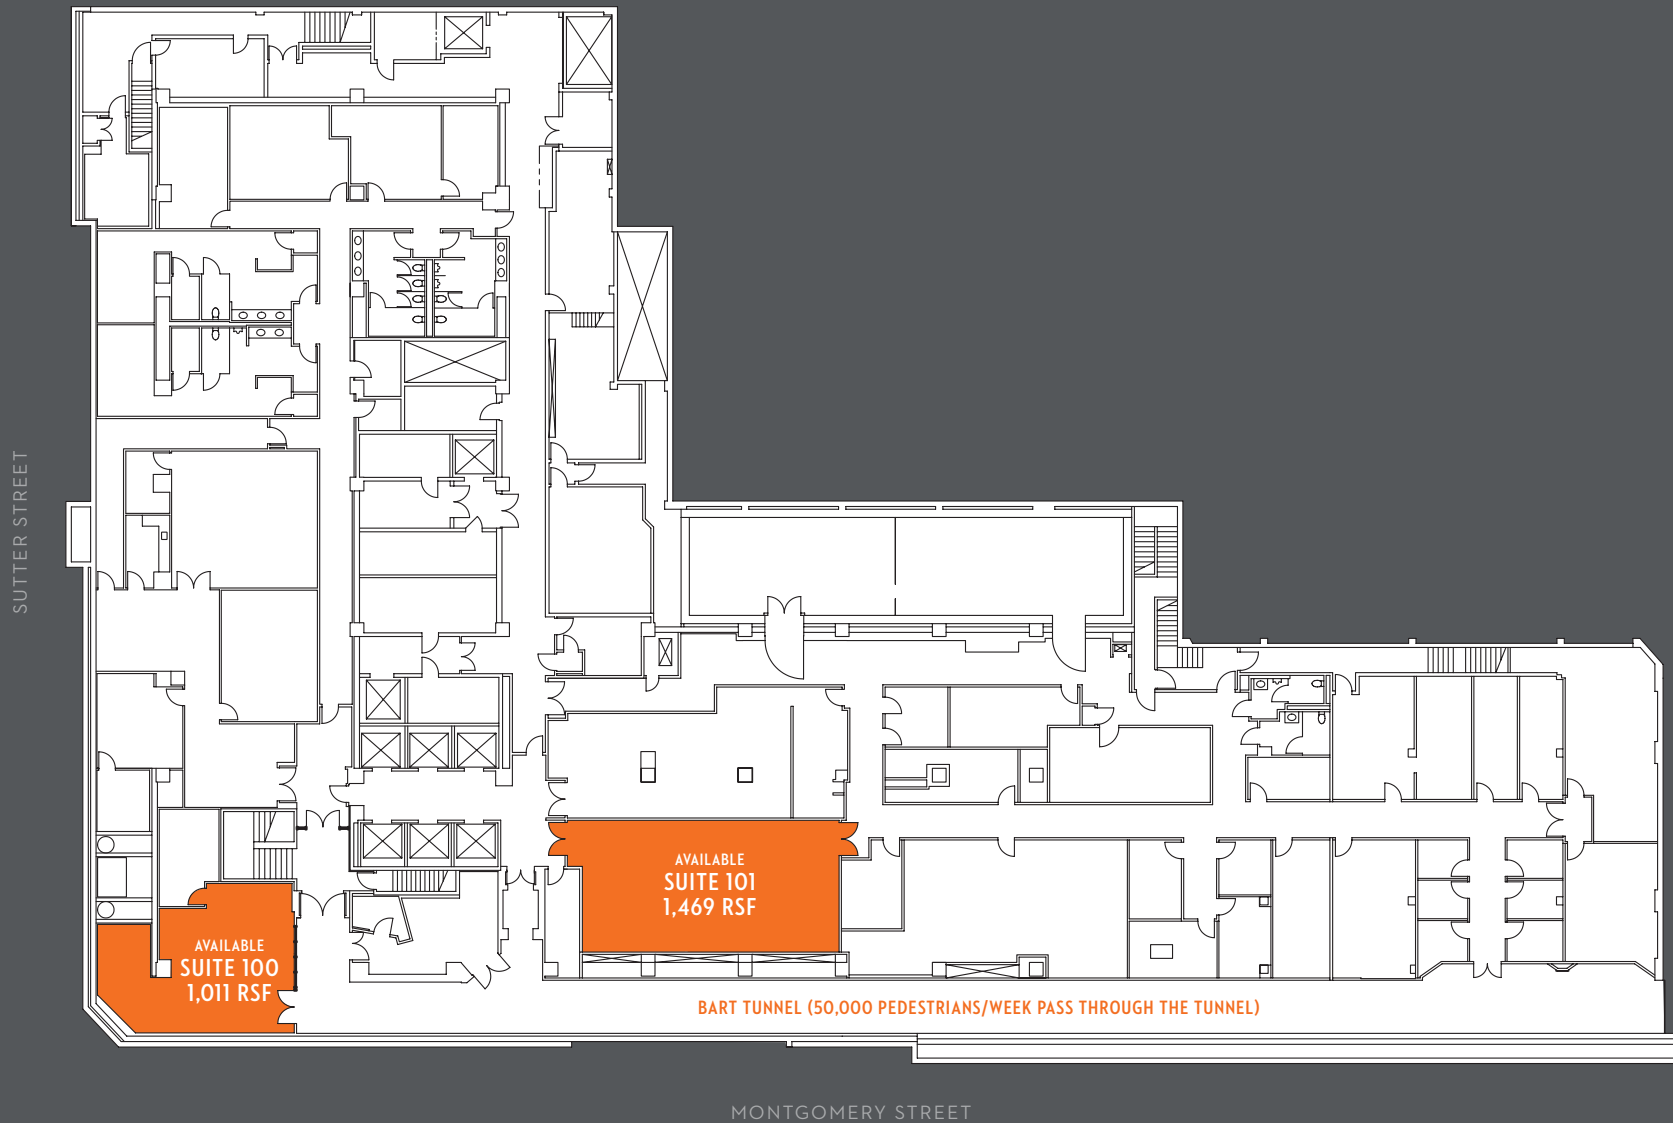 SUTTER STREET
AVAILABLE
SUITE 101
1,469 RSF
AVAILABLE
SUITE 100
1,011 RSF
BART TUNNEL (50,000 PEDESTRIANS/WEEK PASS THROUGH THE TUNNEL)
MONTGOMERY STREET